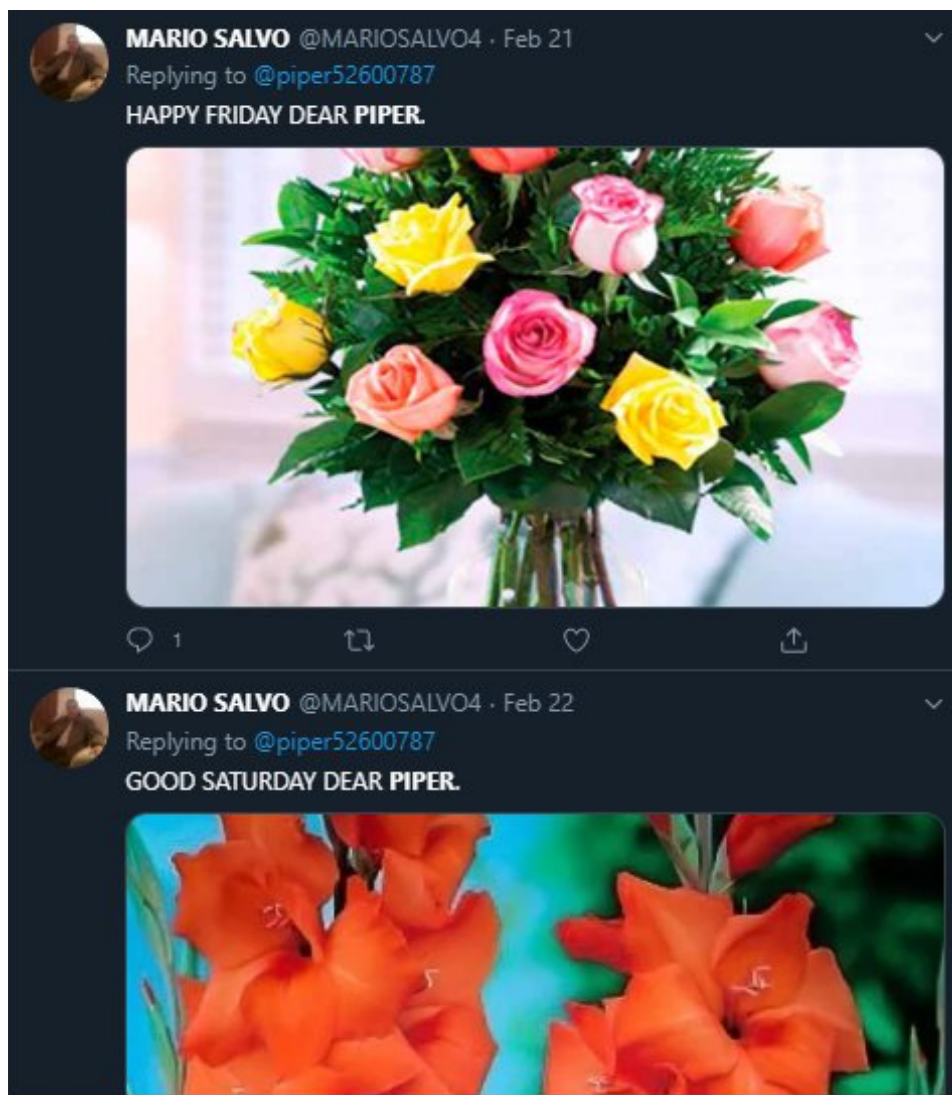 MARIO SALVO @MARIOSALVO4 · Feb 21
Replying to @piper52600787
HAPPY FRIDAY DEAR PIPER.
1
MARIO SALVO @MARIOSALVO4 · Feb 22
Replying to @piper52600787
GOOD SATURDAY DEAR PIPER.